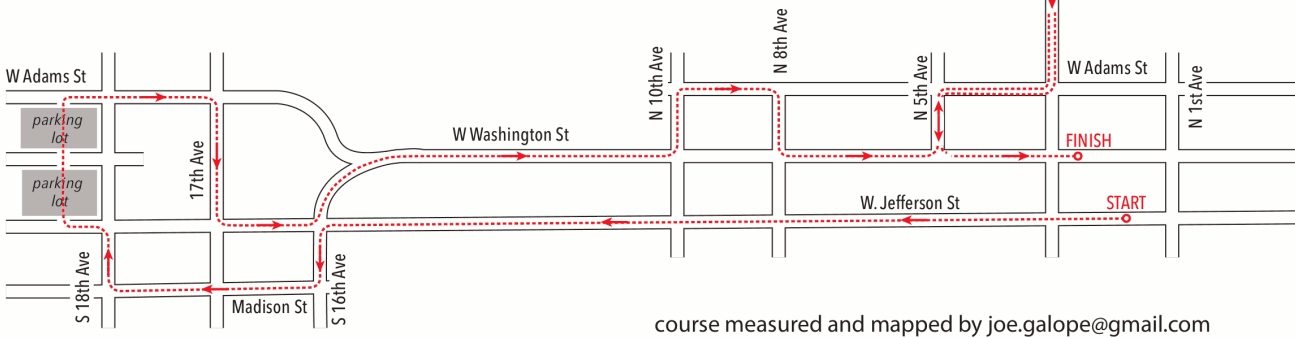 N 8th Ave
W Adams St
N 10th Ave
N 5th Ave
W Adams St
N 1st Ave
parking
lot
W Washington St
FINISH
17th Ave
parking
lot
W. Jefferson St
START
S 18th Ave
S 16th Ave
Madison St
course measured and mapped by joe.galope@gmail.com